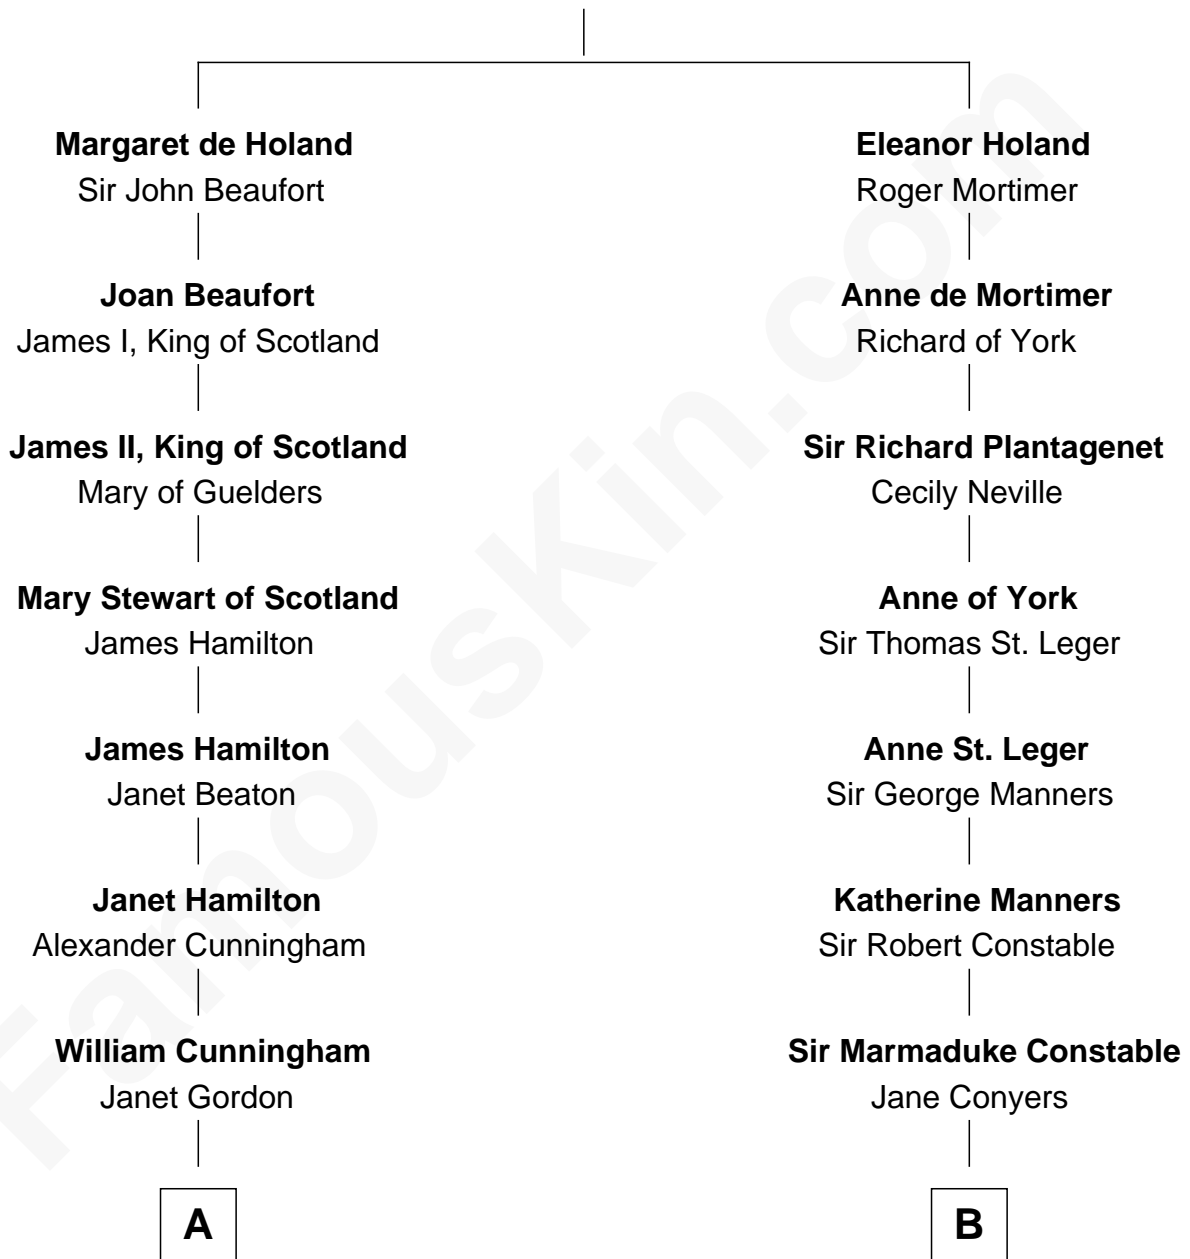 Margaret de Holand
Sir John Beaufort
Joan Beaufort
James I, King of Scotland
James II, King of Scotland
Mary of Guelders
Mary Stewart of Scotland
James Hamilton
James Hamilton
Janet Beaton
Janet Hamilton
Alexander Cunningham
William Cunningham
Janet Gordon
A
Eleanor Holand
Roger Mortimer
Anne de Mortimer
Richard of York
Sir Richard Plantagenet
Cecily Neville
Anne of York
Sir Thomas St. Leger
Anne St. Leger
Sir George Manners
Katherine Manners
Sir Robert Constable
Sir Marmaduke Constable
Jane Conyers
B
FamousKin.com